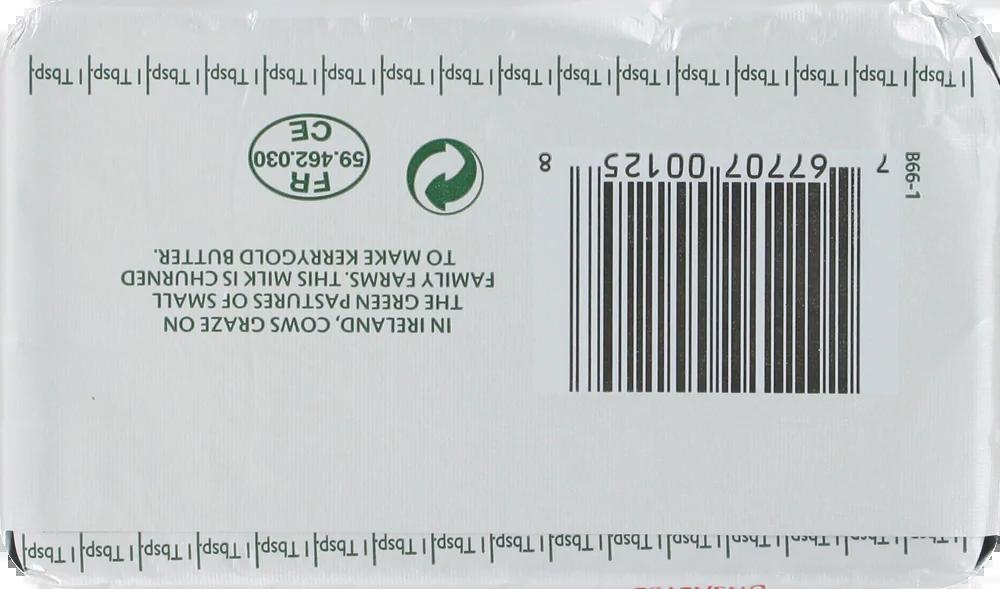 1 Tbsp. 1 Tbsp. 1 Tbsp. 1 Tbsp. 1 Tbsp. 1 Tbsp. 1 Tbsp. 1 Tbsp. 1 Tbsp. 1 Tbsp. 1 Tbsp. 1 Tbsp. 1 Tbsp. 1 Tbsp. 1 Tbsp. 1 Tbsp.
IN IRELAND, COWS GRAZE ON
THE GREEN PASTURES OF SMALL
FAMILY FARMS. THIS MILK IS CHURNED
TO MAKE KERRYGOLD BUTTER.
B66-1
7 67707 00125 8
FR
59.462.030
CE
1 Tbsp. 1 Tbsp. 1 Tbsp. 1 Tbsp. 1 Tbsp. 1 Tbsp. 1 Tbsp. 1 Tbsp. 1 Tbsp. 1 Tbsp. 1 Tbsp. 1 Tbsp. 1 Tbsp. 1 Tbsp. 1 Tbsp. 1 Tbsp.